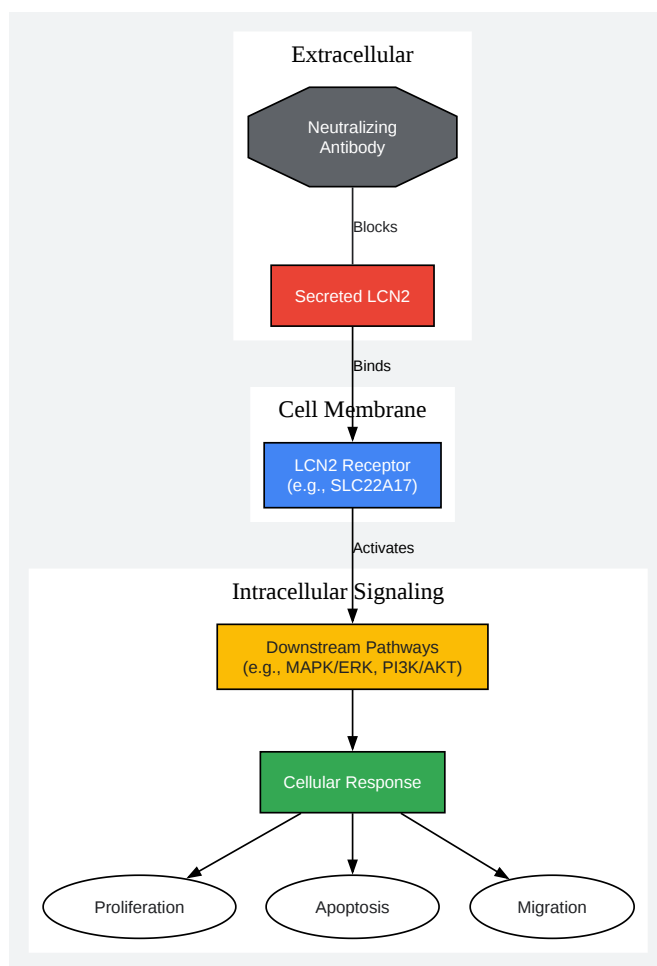 Extracellular
Neutralizing
Antibody
Blocks
Secreted LCN2
Binds
Cell Membrane
LCN2 Receptor
(e.g., SLC22A17)
Activates
Intracellular Signaling
Downstream Pathways
(e.g., MAPK/ERK, PI3K/AKT)
Cellular Response
Proliferation
Apoptosis
Migration